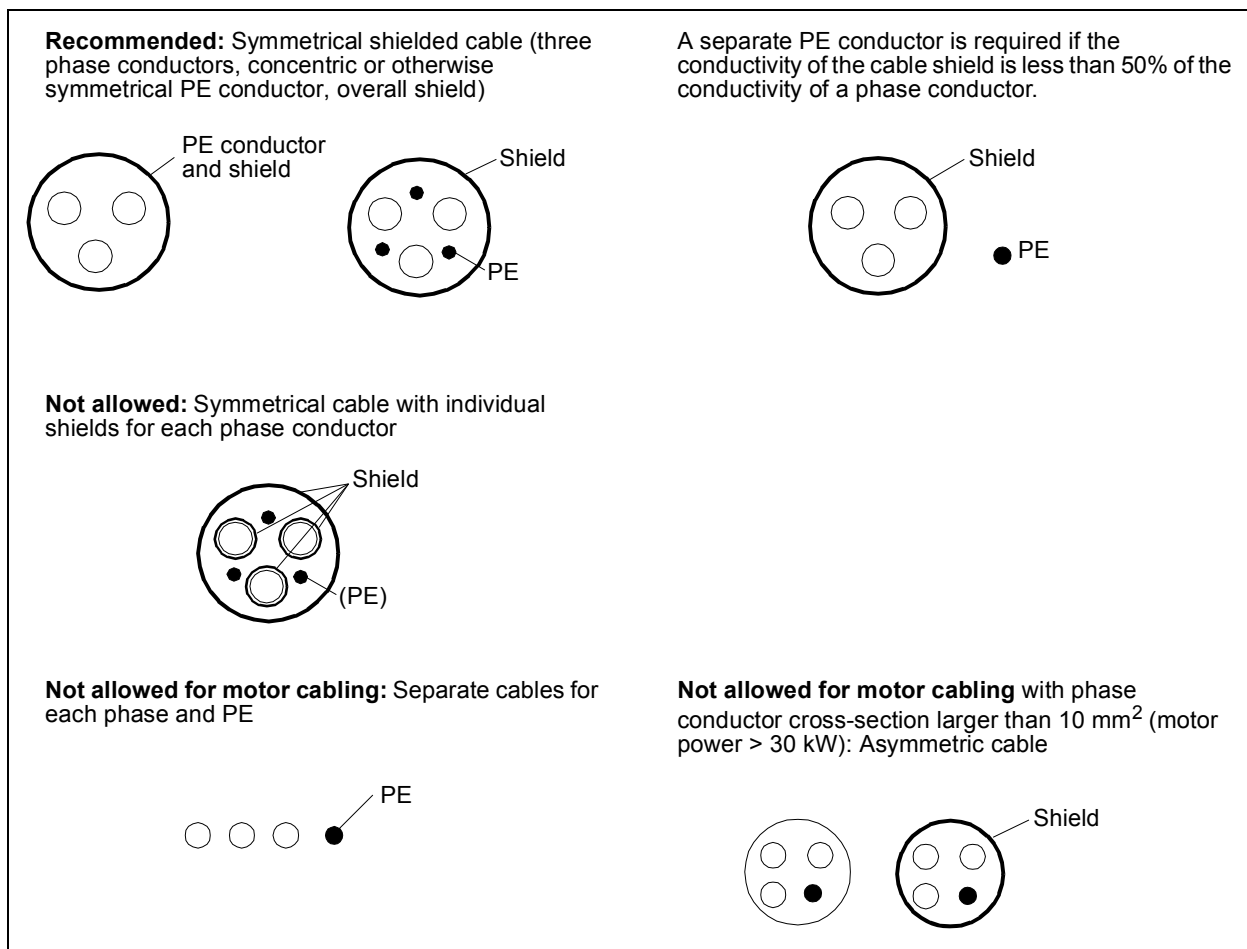 Recommended: Symmetrical shielded cable (three
phase conductors, concentric or otherwise
symmetrical PE conductor, overall shield)
PE conductor
and shield
Shield
PE
A separate PE conductor is required if the
conductivity of the cable shield is less than 50% of the
conductivity of a phase conductor.
Shield
PE
Not allowed: Symmetrical cable with individual
shields for each phase conductor
Shield
(PE)
Not allowed for motor cabling: Separate cables for
each phase and PE
PE
Not allowed for motor cabling with phase
conductor cross-section larger than 10 mm² (motor
power > 30 kW): Asymmetric cable
Shield